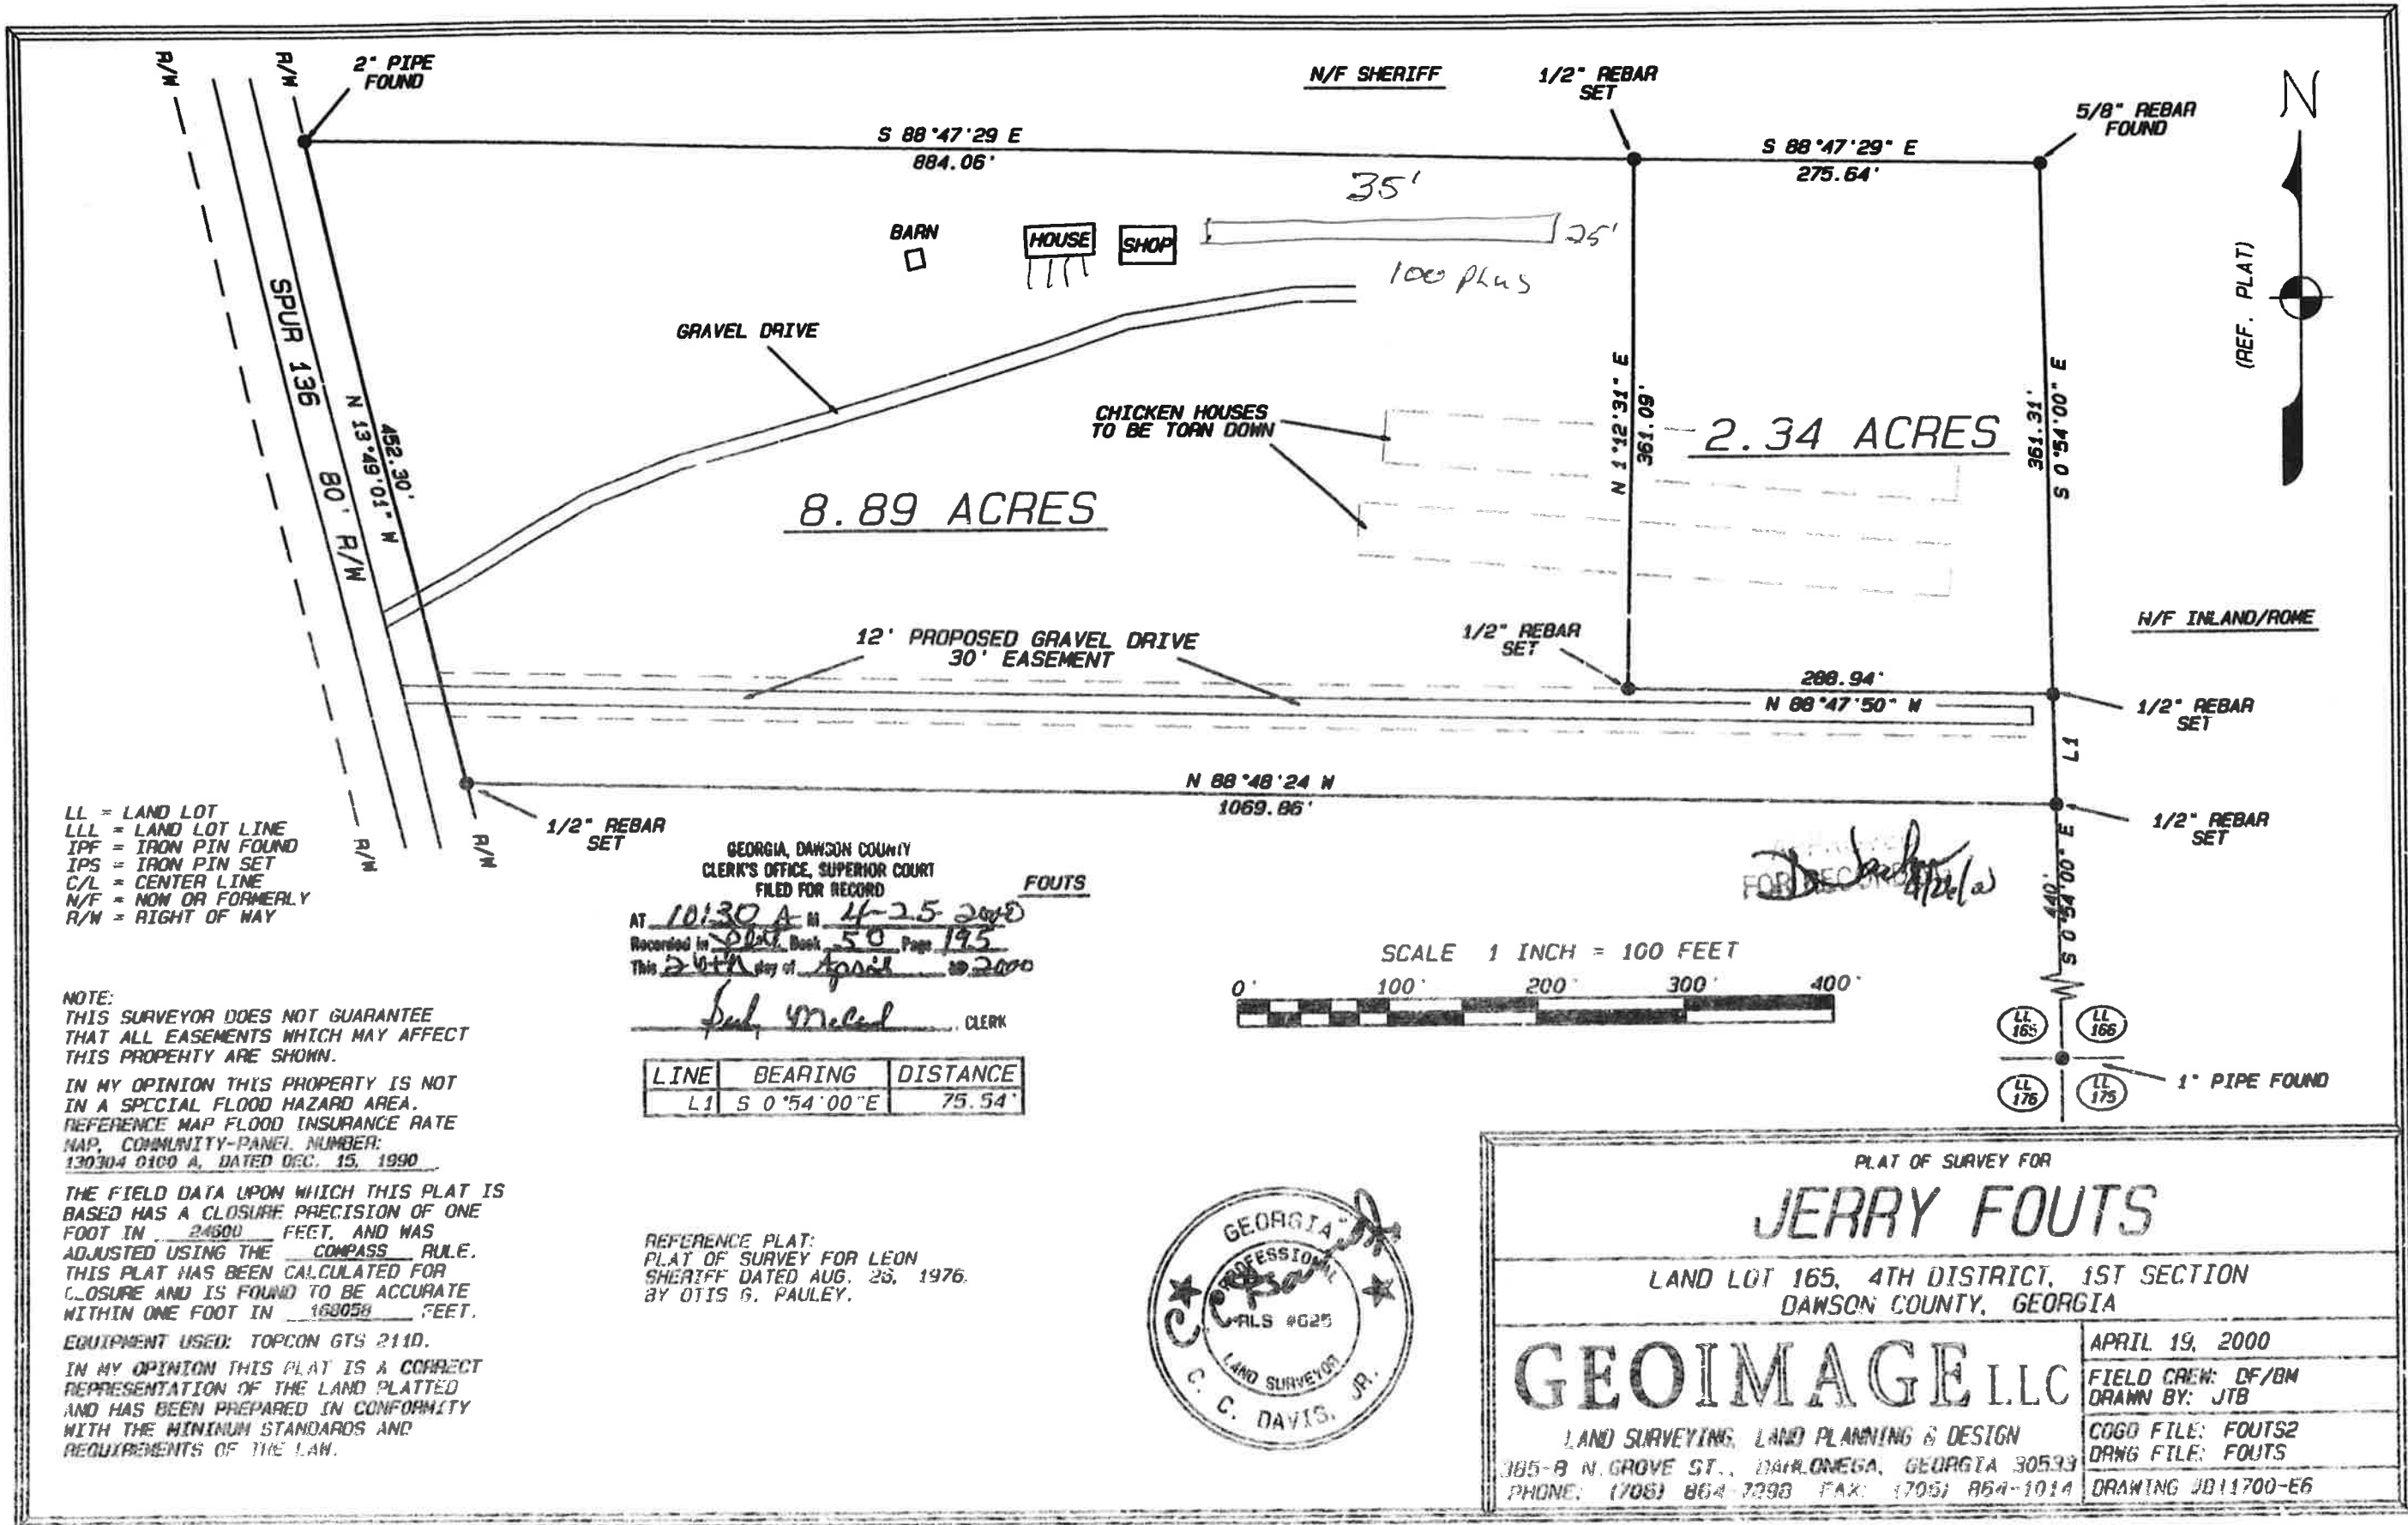 R/W
R/W
2" PIPE
FOUND
N/F SHERIFF
1/2" REBAR
SET
5/8" REBAR
FOUND
N
S 88°47'29 E
884.06'
S 88°47'29" E
275.64'
35'
25'
100 plus
BARN
HOUSE
SHOP
(REF. PLAT)
GRAVEL DRIVE
SPUR 136 80' R/W
N 13°49'01" W
452.30'
CHICKEN HOUSES
TO BE TORN DOWN
N 1°12'31" E
361.09'
2.34 ACRES
361.31'
S 0°54'00" E
8.89 ACRES
N/F INLAND/ROME
12' PROPOSED GRAVEL DRIVE
30' EASEMENT
1/2" REBAR
SET
288.94'
N 88°47'50" W
1/2" REBAR
SET
L1
N 88°48'24 W
1069.86'
1/2" REBAR
SET
1/2" REBAR
SET
R/W
R/W
LL = LAND LOT
LLL = LAND LOT LINE
IPF = IRON PIN FOUND
IPS = IRON PIN SET
C/L = CENTER LINE
N/F = NOW OR FORMERLY
R/W = RIGHT OF WAY
GEORGIA, DAWSON COUNTY
CLERK'S OFFICE, SUPERIOR COURT
FILED FOR RECORD
FOUTS
AT 10:30 A M 4-25 2000
Recorded in Plat Book 50 Page 195
This 26th day of April 2000
CLERK
FOR RECORD
440'
S 0°54'00" E
SCALE 1 INCH = 100 FEET
0' 100' 200' 300' 400'
LL 165
LL 166
LL 176
LL 175
1" PIPE FOUND
LINE BEARING DISTANCE
L1 S 0°54'00"E 75.54'
NOTE:
THIS SURVEYOR DOES NOT GUARANTEE
THAT ALL EASEMENTS WHICH MAY AFFECT
THIS PROPERTY ARE SHOWN.
IN MY OPINION THIS PROPERTY IS NOT
IN A SPECIAL FLOOD HAZARD AREA.
REFERENCE MAP FLOOD INSURANCE RATE
MAP, COMMUNITY-PANEL NUMBER:
130304 0100 A, DATED DEC. 15, 1990
THE FIELD DATA UPON WHICH THIS PLAT IS
BASED HAS A CLOSURE PRECISION OF ONE
FOOT IN 24600 FEET, AND WAS
ADJUSTED USING THE COMPASS RULE.
THIS PLAT HAS BEEN CALCULATED FOR
CLOSURE AND IS FOUND TO BE ACCURATE
WITHIN ONE FOOT IN 168058 FEET.
EQUIPMENT USED: TOPCON GTS 211D.
IN MY OPINION THIS PLAT IS A CORRECT
REPRESENTATION OF THE LAND PLATTED
AND HAS BEEN PREPARED IN CONFORMITY
WITH THE MINIMUM STANDARDS AND
REQUIREMENTS OF THE LAW.
REFERENCE PLAT:
PLAT OF SURVEY FOR LEON
SHERIFF DATED AUG. 26, 1976.
BY OTIS G. PAULEY.
GEORGIA
PROFESSIONAL
RLS #625
LAND SURVEYOR
C. C. DAVIS, JR.
PLAT OF SURVEY FOR
JERRY FOUTS
LAND LOT 165, 4TH DISTRICT, 1ST SECTION
DAWSON COUNTY, GEORGIA
GEOIMAGE LLC
LAND SURVEYING, LAND PLANNING & DESIGN
385-B N. GROVE ST., DAHLONEGA, GEORGIA 30533
PHONE: (706) 864-7298 FAX: (706) 864-1014
APRIL 19, 2000
FIELD CREW: DF/BM
DRAWN BY: JTB
COGO FILE: FOUTS2
DRWG FILE: FOUTS
DRAWING JB11700-E6